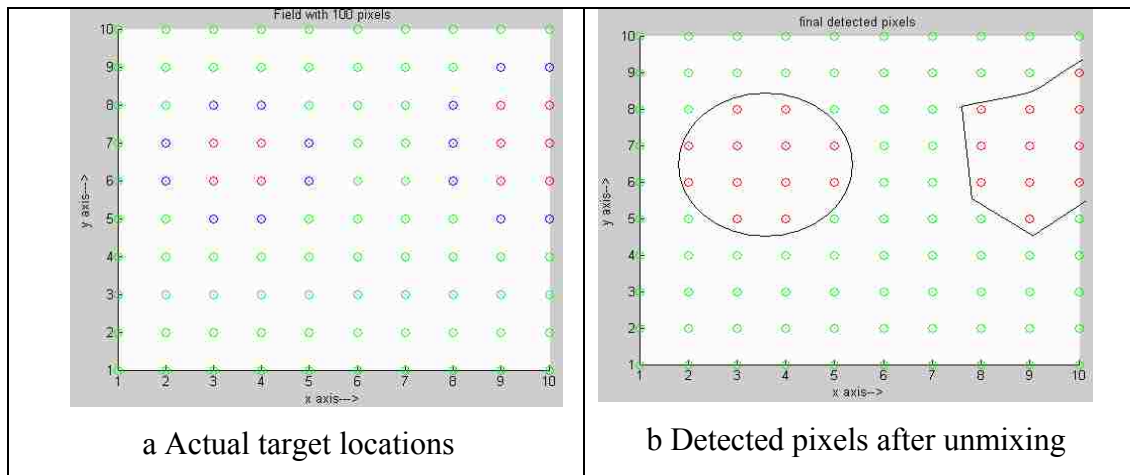 Field with 100 pixels
10
9
8
7
6
5
4
3
2
1
y axis--->
1 2 3 4 5 6 7 8 9 10
x axis--->
a Actual target locations
final detected pixels
10
9
8
7
6
5
4
3
2
1
y axis--->
1 2 3 4 5 6 7 8 9 10
x axis-->
b Detected pixels after unmixing